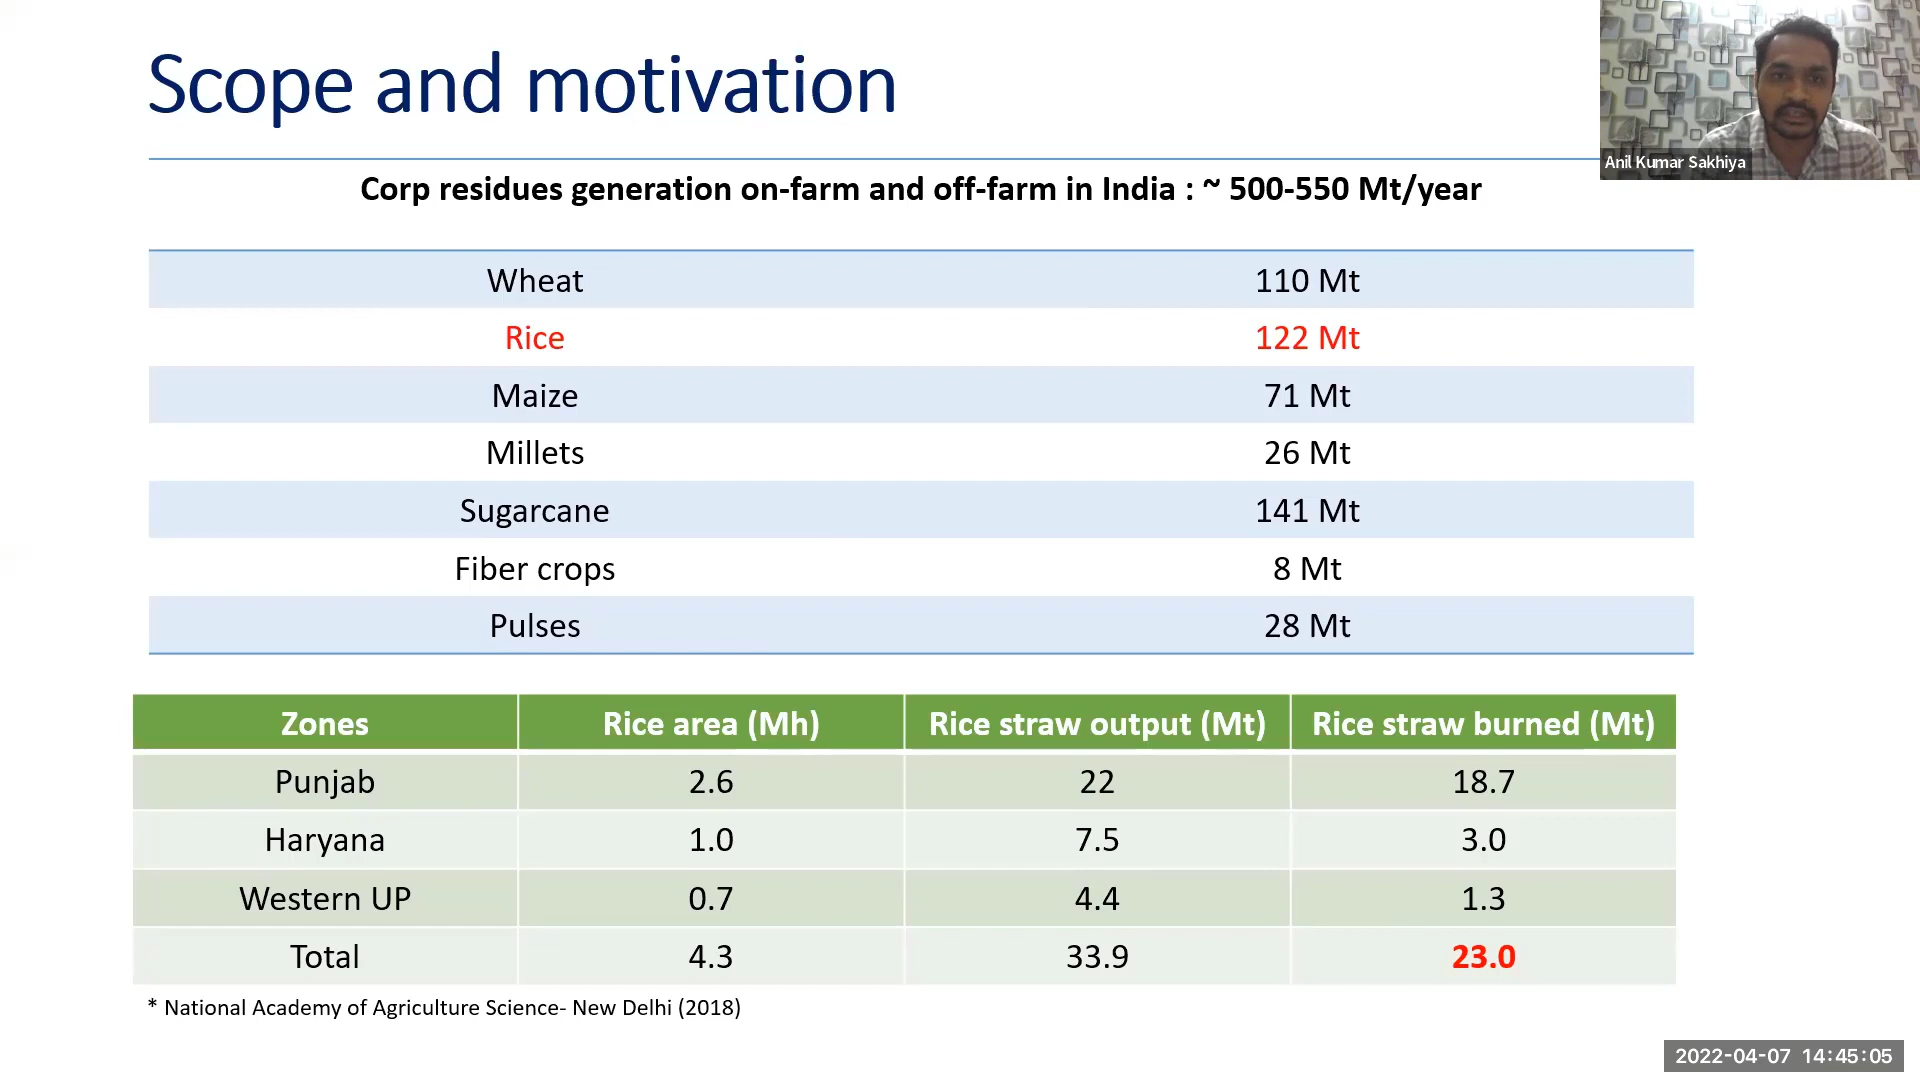 Scope and motivation
Anil Kumar Sakhiya
Corp residues generation on-farm and off-farm in India : ~ 500-550 Mt/year
Wheat 110 Mt
Rice 122 Mt
Maize 71 Mt
Millets 26 Mt
Sugarcane 141 Mt
Fiber crops 8 Mt
Pulses 28 Mt
Zones Rice area (Mh) Rice straw output (Mt) Rice straw burned (Mt)
Punjab 2.6 22 18.7
Haryana 1.0 7.5 3.0
Western UP 0.7 4.4 1.3
Total 4.3 33.9 23.0
* National Academy of Agriculture Science- New Delhi (2018)
2022-04-07 14:45:05